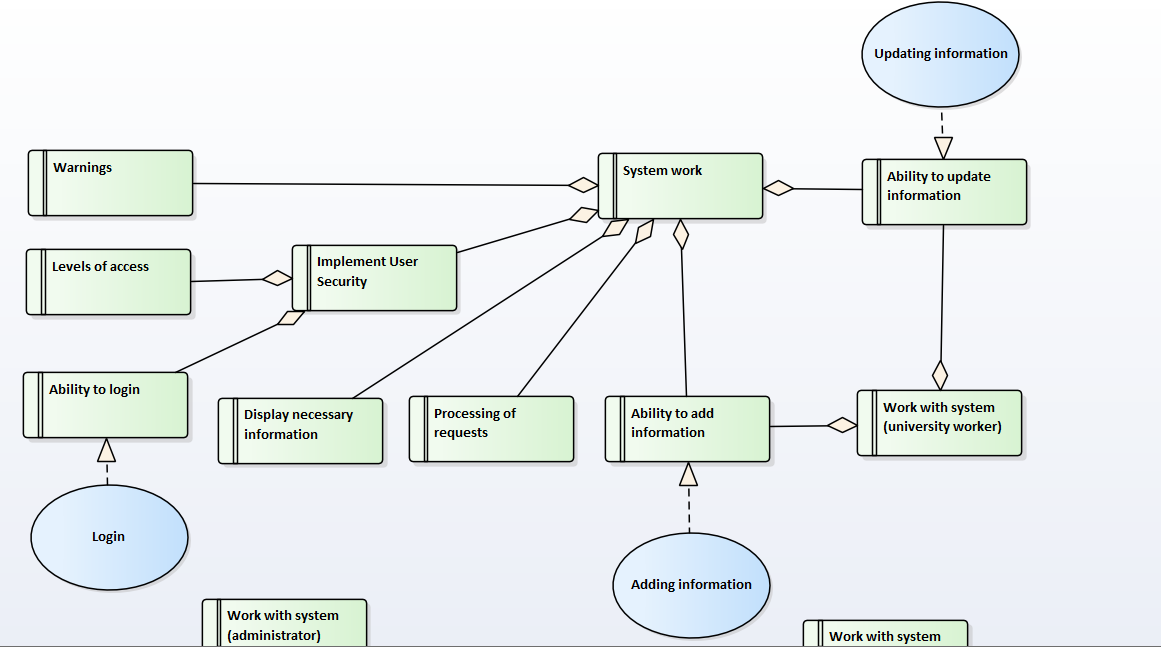 Updating information
Warnings
System work
Ability to update
information
Levels of access
Implement User
Security
Ability to login
Display necessary
information
Processing of
requests
Ability to add
information
Work with system
(university worker)
Login
Adding information
Work with system
(administrator)
Work with system